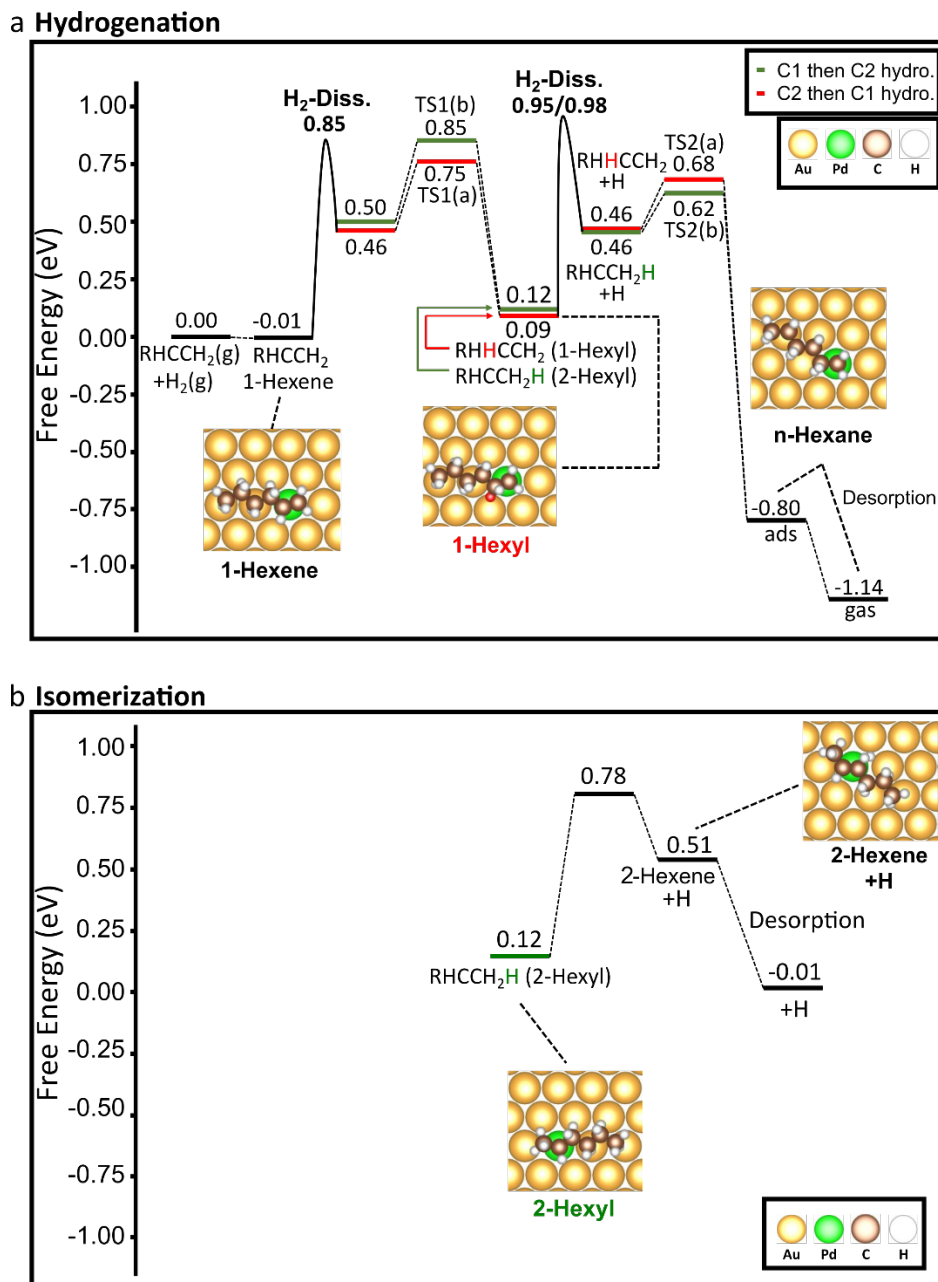 a Hydrogenation
C1 then C2 hydro.
C2 then C1 hydro.
Au Pd C H
Free Energy (eV)
1.00
0.75
0.50
0.25
0.00
-0.25
-0.50
-0.75
-1.00
0.00
RHCCH₂(g)
+H₂(g)
-0.01
RHCCH₂
1-Hexene
H₂-Diss.
0.85
0.50
0.46
TS1(b)
0.85
0.75
TS1(a)
0.12
0.09
RHHCCH₂ (1-Hexyl)
RHCCH₂H (2-Hexyl)
H₂-Diss.
0.95/0.98
RHHCCH₂
+H
0.46
0.46
RHCCH₂H
+H
TS2(a)
0.68
0.62
TS2(b)
1-Hexene
1-Hexyl
n-Hexane
Desorption
-0.80
ads
-1.14
gas
b Isomerization
Free Energy (eV)
1.00
0.75
0.50
0.25
0.00
-0.25
-0.50
-0.75
-1.00
0.12
RHCCH₂H (2-Hexyl)
0.78
0.51
2-Hexene
+H
2-Hexene
+H
Desorption
-0.01
+H
2-Hexyl
Au Pd C H